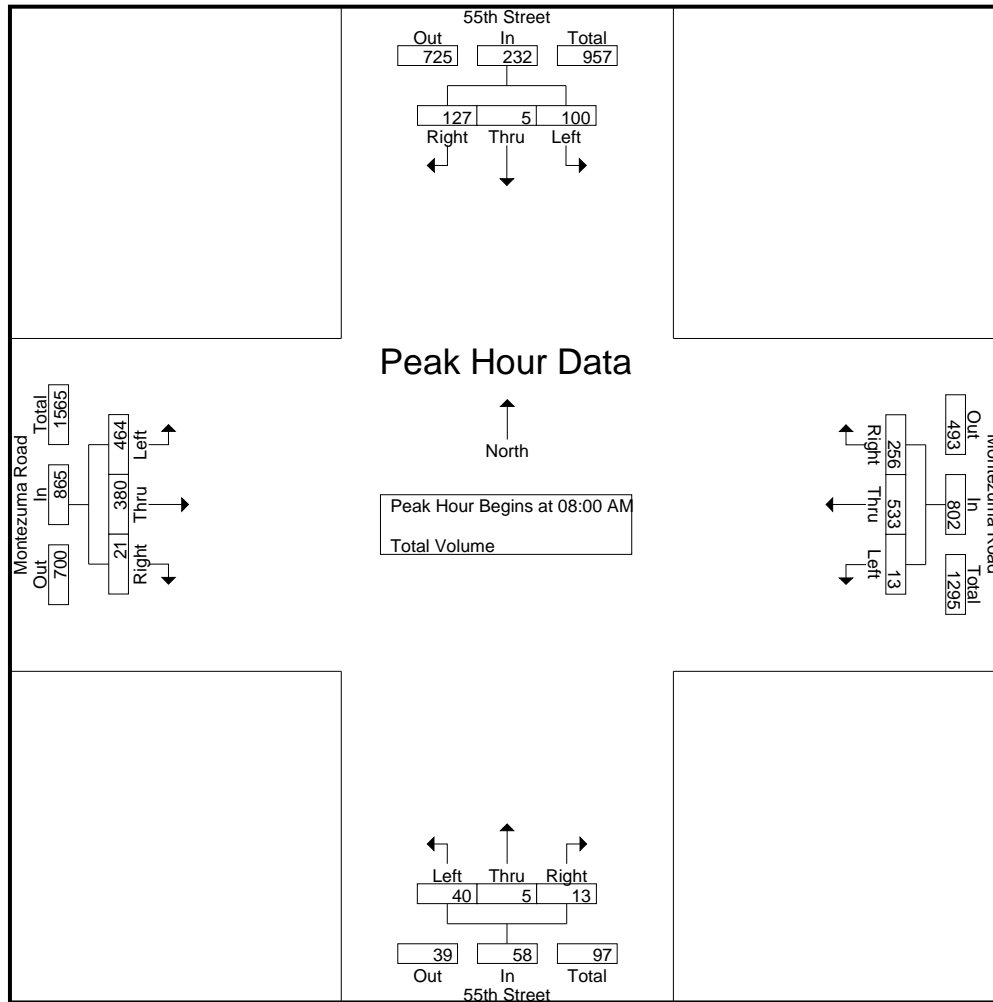 55th Street
Out In Total
725 232 957
127 5 100
Right Thru Left
Peak Hour Data
North
Peak Hour Begins at 08:00 AM
Total Volume
Montezuma Road
Total In Out
1565 865 700
464 380 21
Left Thru Right
Montezuma Road
Out In Total
493 802 1295
256 533 13
Right Thru Left
Left Thru Right
40 5 13
39 58 97
Out In Total
55th Street